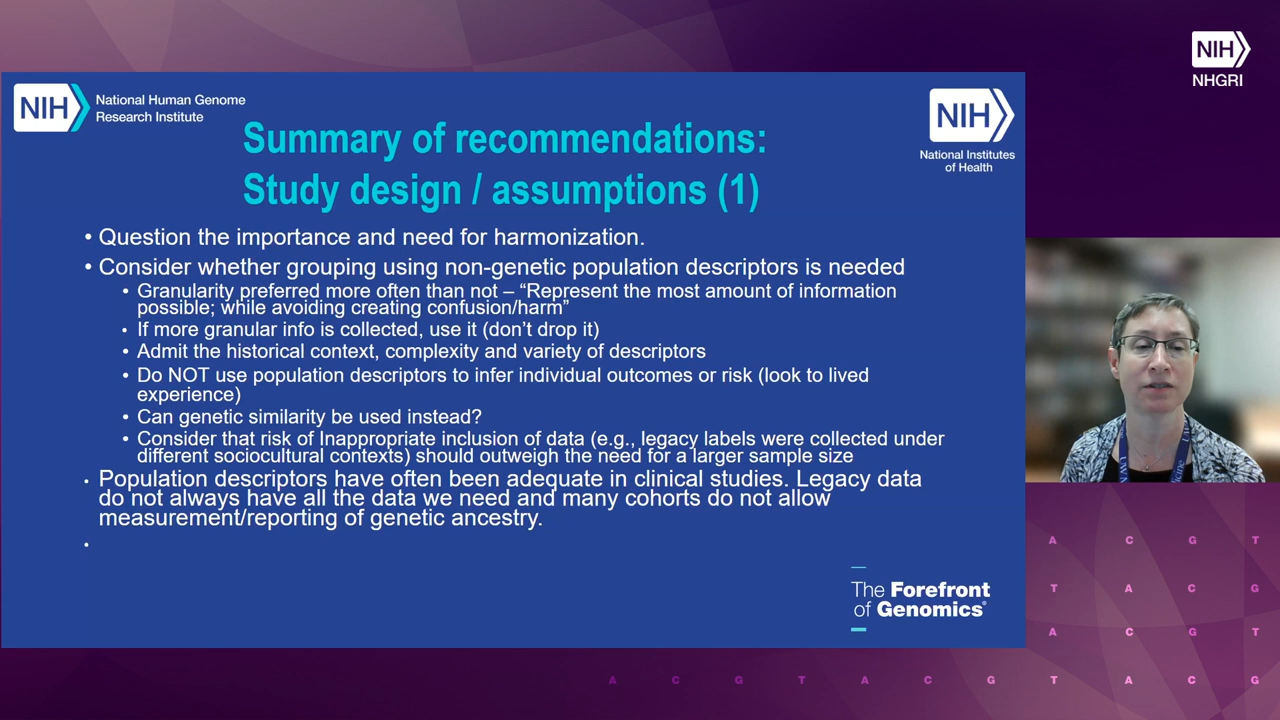 NIH
NHGRI
NIH
National Human Genome
Research Institute
NIH
National Institutes
of Health
Summary of recommendations:
Study design / assumptions (1)
• Question the importance and need for harmonization.
• Consider whether grouping using non-genetic population descriptors is needed
• Granularity preferred more often than not – “Represent the most amount of information
possible; while avoiding creating confusion/harm”
• If more granular info is collected, use it (don’t drop it)
• Admit the historical context, complexity and variety of descriptors
• Do NOT use population descriptors to infer individual outcomes or risk (look to lived
experience)
• Can genetic similarity be used instead?
• Consider that risk of Inappropriate inclusion of data (e.g., legacy labels were collected under
different sociocultural contexts) should outweigh the need for a larger sample size
• Population descriptors have often been adequate in clinical studies. Legacy data
do not always have all the data we need and many cohorts do not allow
measurement/reporting of genetic ancestry.
•
The Forefront
of Genomics®
A C G T
T A C G
A C G T
A C G T A C G T A C G